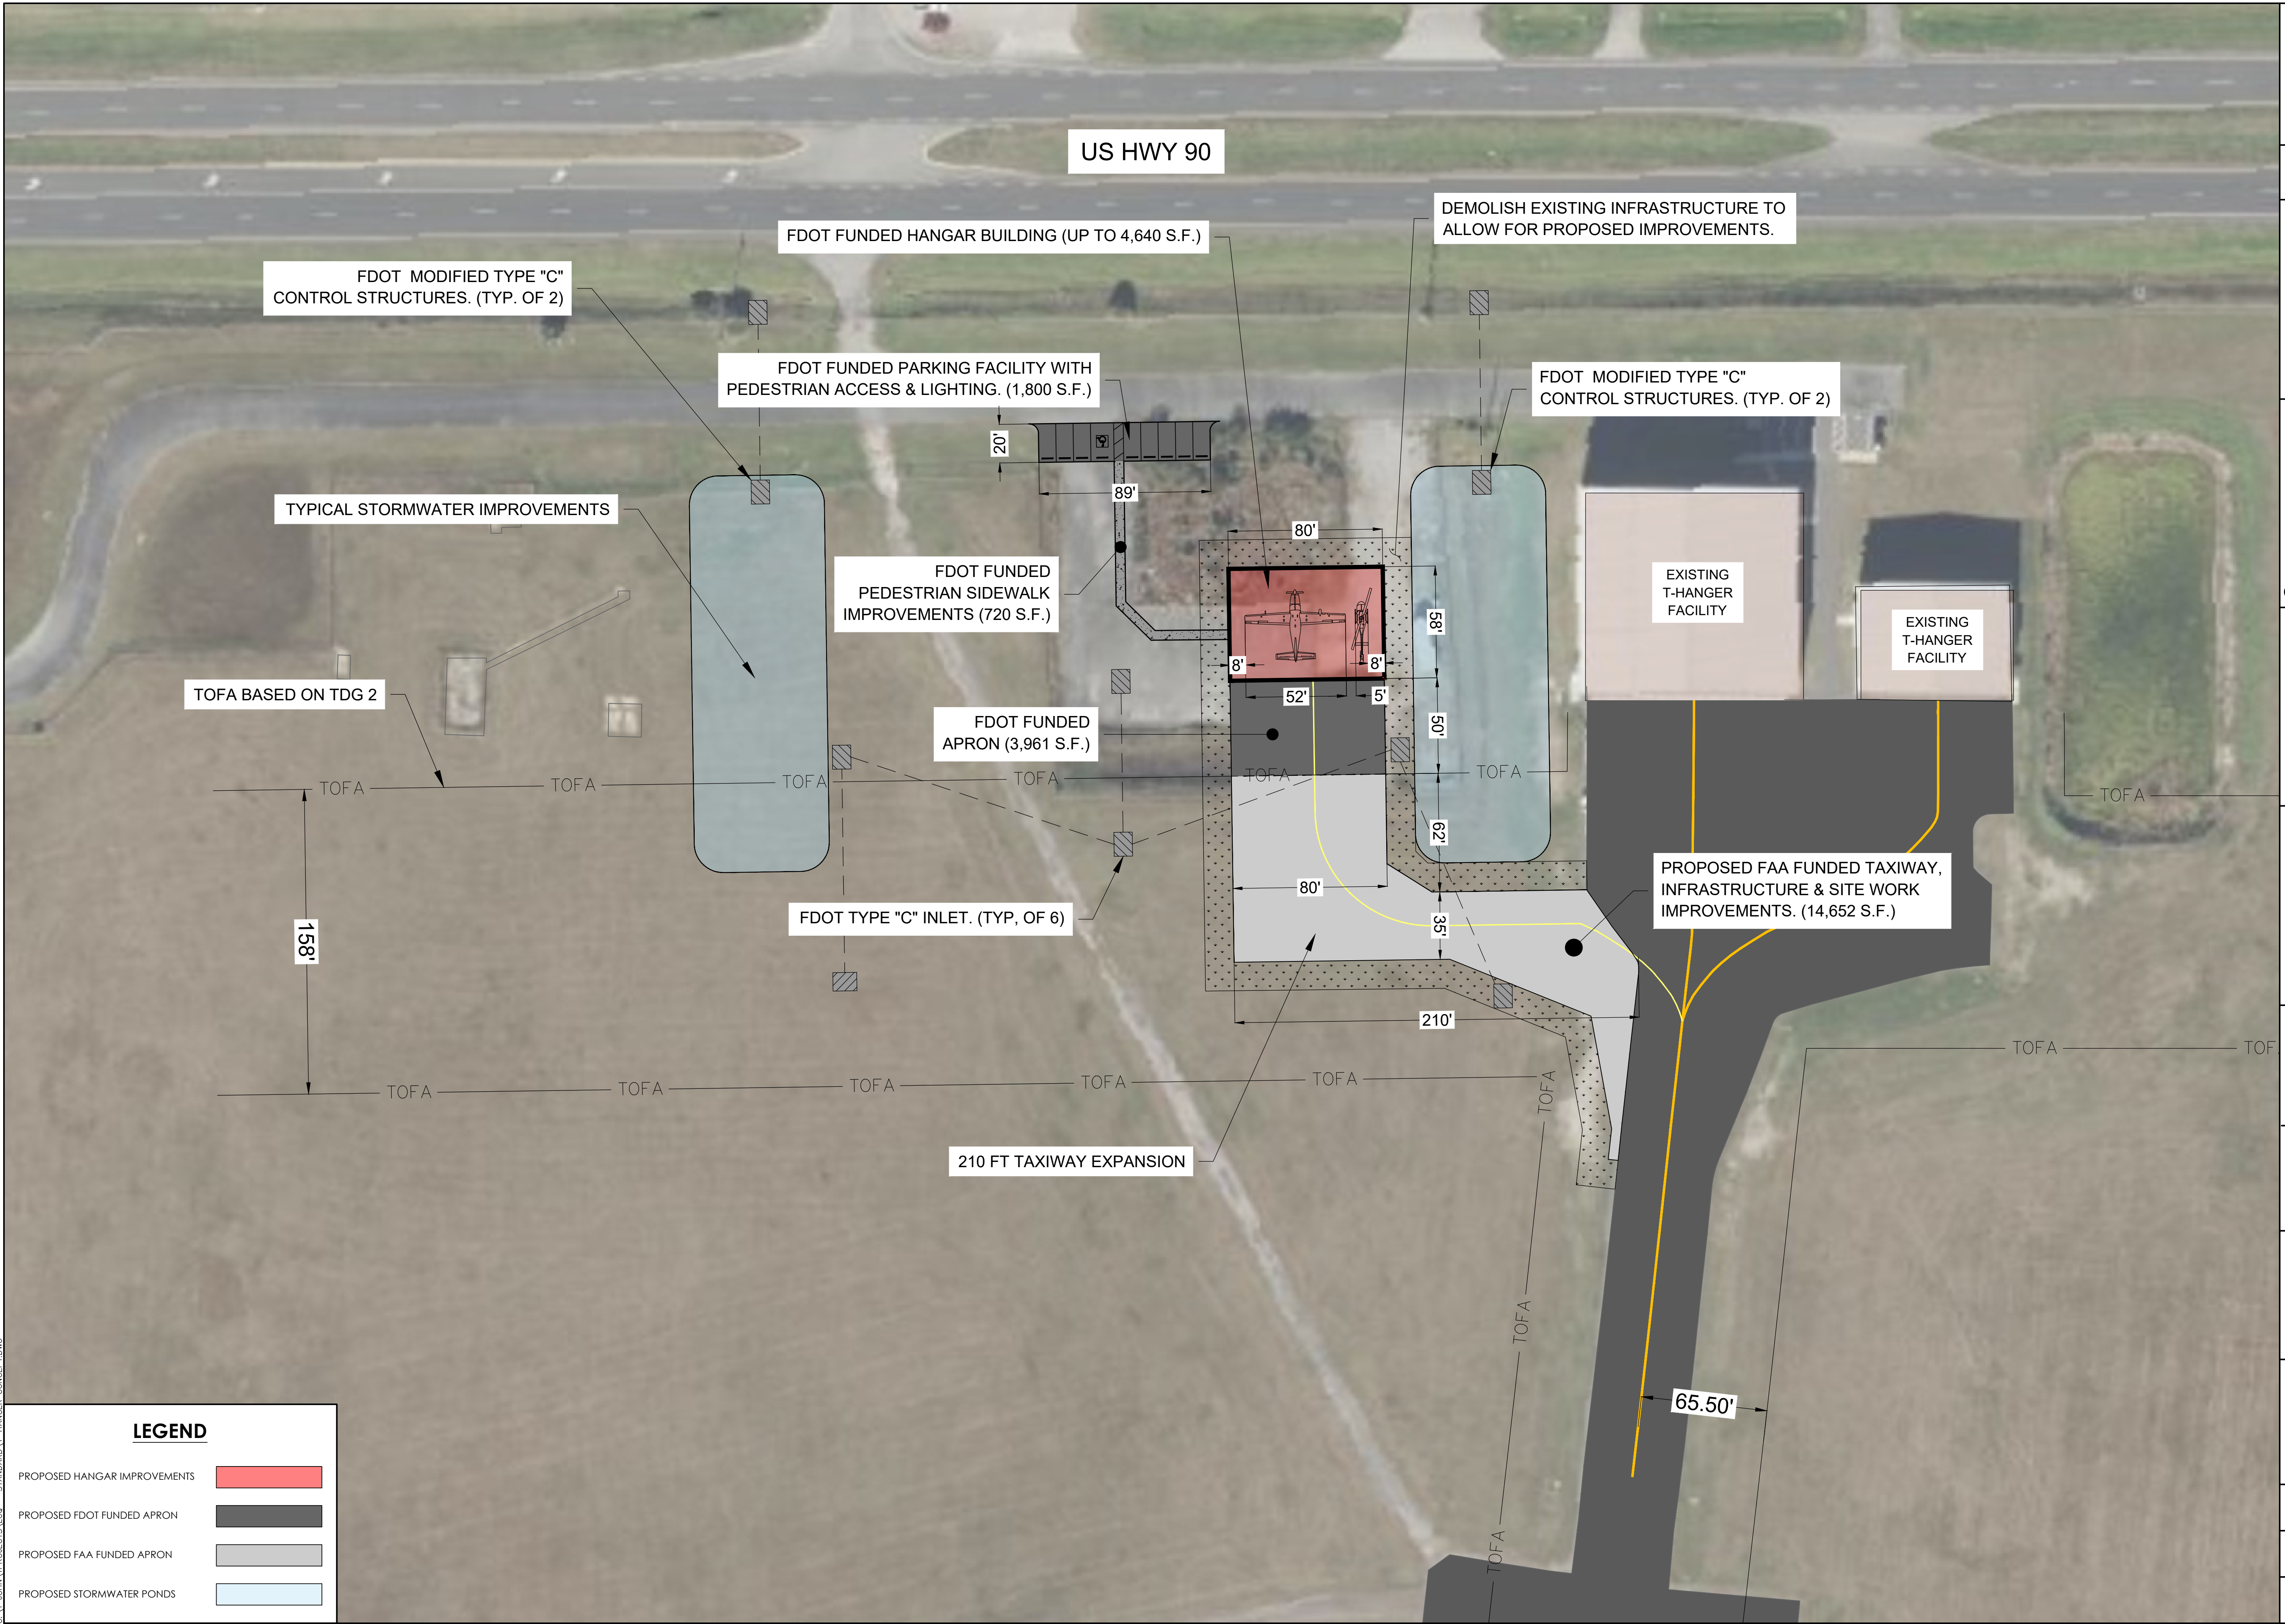 US HWY 90
DEMOLISH EXISTING INFRASTRUCTURE TO
ALLOW FOR PROPOSED IMPROVEMENTS.
FDOT FUNDED HANGAR BUILDING (UP TO 4,640 S.F.)
FDOT MODIFIED TYPE "C"
CONTROL STRUCTURES. (TYP. OF 2)
FDOT FUNDED PARKING FACILITY WITH
PEDESTRIAN ACCESS & LIGHTING. (1,800 S.F.)
FDOT MODIFIED TYPE "C"
CONTROL STRUCTURES. (TYP. OF 2)
20'
89'
TYPICAL STORMWATER IMPROVEMENTS
80'
FDOT FUNDED
PEDESTRIAN SIDEWALK
IMPROVEMENTS (720 S.F.)
EXISTING
T-HANGER
FACILITY
EXISTING
T-HANGER
FACILITY
58'
8'
8'
52'
5'
TOFA BASED ON TDG 2
FDOT FUNDED
APRON (3,961 S.F.)
50'
TOFA
TOFA
TOFA
TOFA
TOFA
TOFA
TOFA
62'
80'
PROPOSED FAA FUNDED TAXIWAY,
INFRASTRUCTURE & SITE WORK
IMPROVEMENTS. (14,652 S.F.)
FDOT TYPE "C" INLET. (TYP, OF 6)
35'
158'
210'
TOFA
TOF
TOFA
TOFA
TOFA
TOFA
TOFA
TOFA
210 FT TAXIWAY EXPANSION
TOFA
65.50'
TOFA
LEGEND
PROPOSED HANGAR IMPROVEMENTS
PROPOSED FDOT FUNDED APRON
PROPOSED FAA FUNDED APRON
PROPOSED STORMWATER PONDS